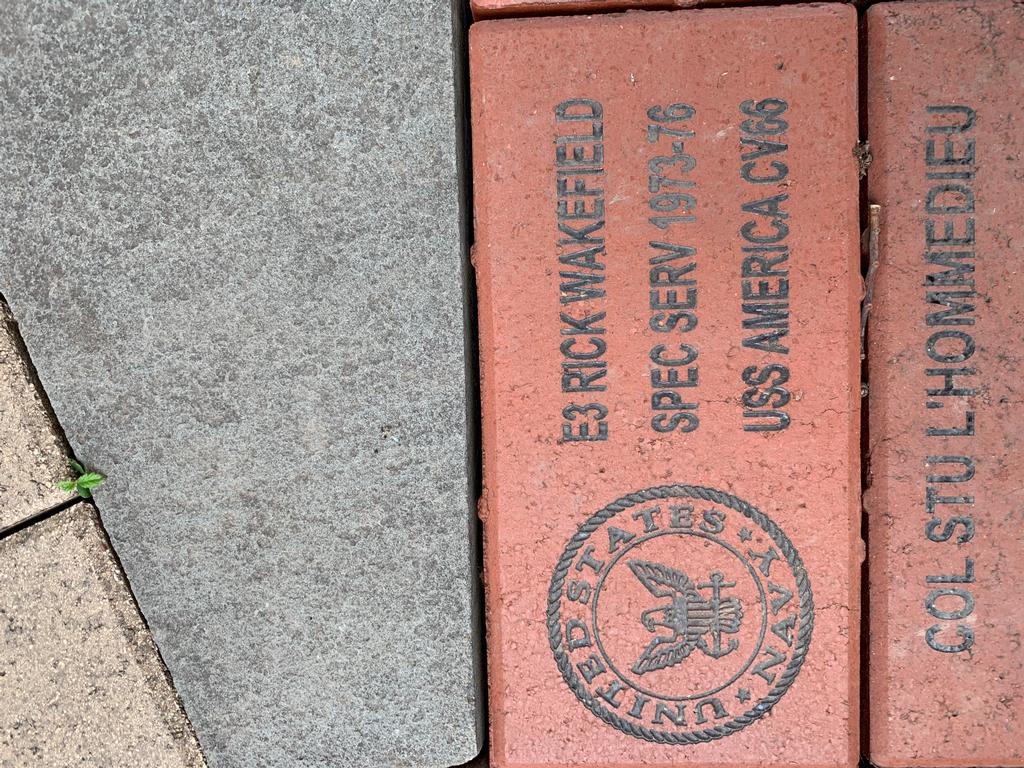 UNITED STATES
★ NAVY ★
E3 RICK WAKEFIELD
SPEC SERV 1973-76
USS AMERICA CV66
COL STU L'HOMMEDIEU